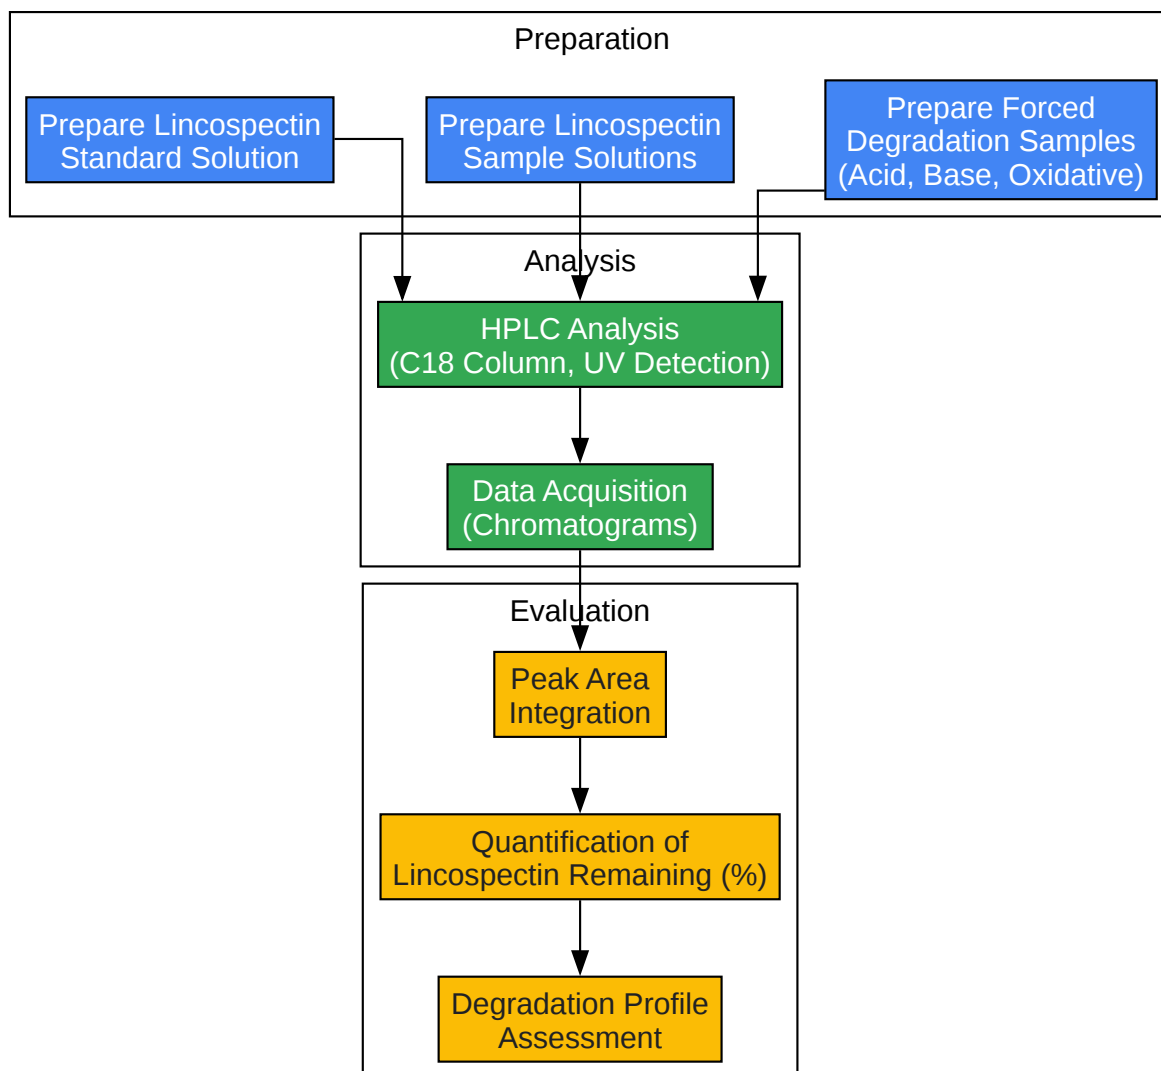 Preparation
Prepare Lincospectin
Standard Solution
Prepare Lincospectin
Sample Solutions
Prepare Forced
Degradation Samples
(Acid, Base, Oxidative)
Analysis
HPLC Analysis
(C18 Column, UV Detection)
Data Acquisition
(Chromatograms)
Evaluation
Peak Area
Integration
Quantification of
Lincospectin Remaining (%)
Degradation Profile
Assessment